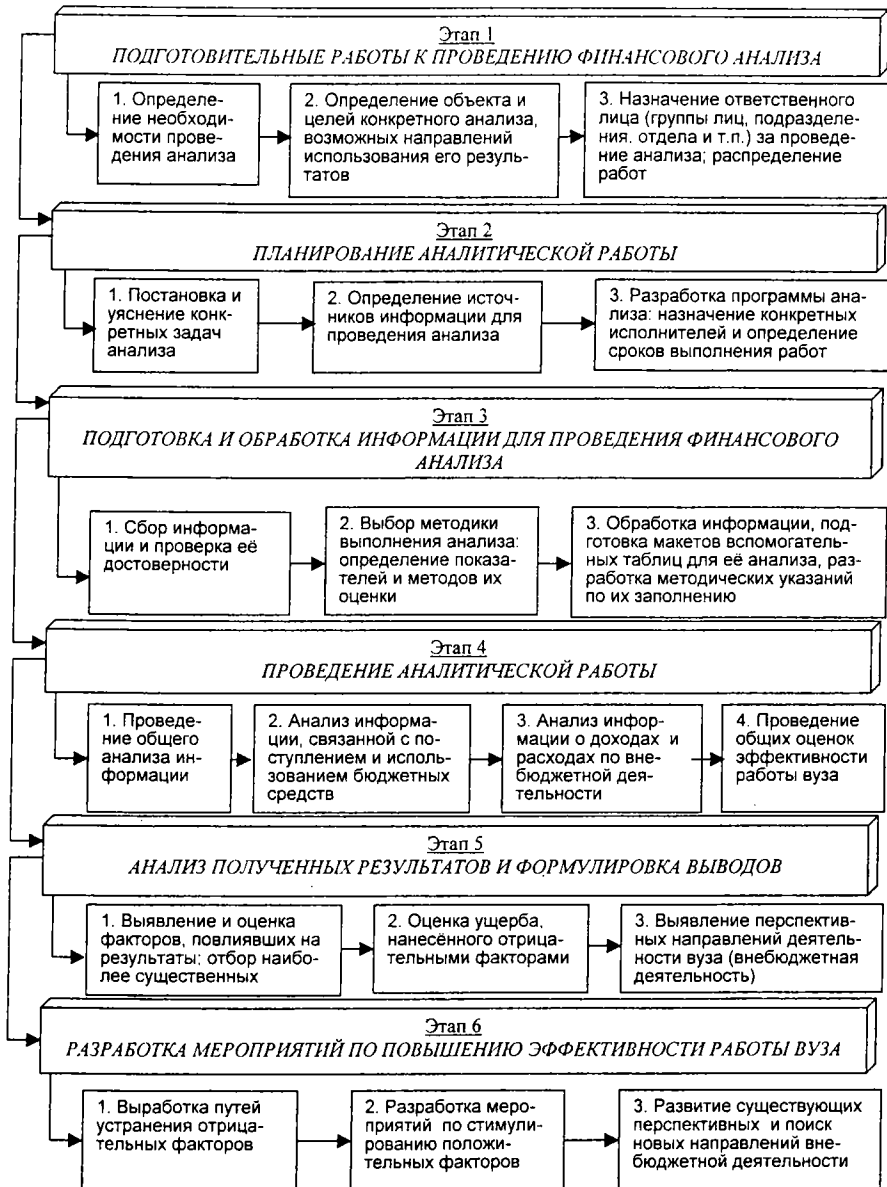 Этап 1
ПОДГОТОВИТЕЛЬНЫЕ РАБОТЫ К ПРОВЕДЕНИЮ ФИНАНСОВОГО АНАЛИЗА
1. Определе-
ние необходи-
мости прове-
дения анализа
2. Определение объекта и
целей конкретного анализа,
возможных направлений
использования его резуль-
татов
3. Назначение ответственного
лица (группы лиц, подразделе-
ния. отдела и т.п.) за проведе-
ние анализа; распределение
работ
Этап 2
ПЛАНИРОВАНИЕ АНАЛИТИЧЕСКОЙ РАБОТЫ
1. Постановка и
уяснение конк-
ретных задач
анализа
2. Определение источ-
ников информации для
проведения анализа
3. Разработка программы ана-
лиза: назначение конкретных
исполнителей и определение
сроков выполнения работ
Этап 3
ПОДГОТОВКА И ОБРАБОТКА ИНФОРМАЦИИ ДЛЯ ПРОВЕДЕНИЯ ФИНАНСОВОГО
АНАЛИЗА
1. Сбор информа-
ции и проверка её
достоверности
2. Выбор методики
выполнения анализа:
определение показа-
телей и методов их
оценки
3. Обработка информации, под-
готовка макетов вспомогатель-
ных таблиц для её анализа, раз-
работка методических указаний
по их заполнению
Этап 4
ПРОВЕДЕНИЕ АНАЛИТИЧЕСКОЙ РАБОТЫ
1. Проведе-
ние общего
анализа ин-
формации
2. Анализ информа-
ции, связанной с по-
ступлением и исполь-
зованием бюджетных
средств
3. Анализ инфор-
мации о доходах и
расходах по вне-
бюджетной дея-
тельности
4. Проведение
общих оценок
эффективности
работы вуза
Этап 5
АНАЛИЗ ПОЛУЧЕННЫХ РЕЗУЛЬТАТОВ И ФОРМУЛИРОВКА ВЫВОДОВ
1. Выявление и оценка
факторов, повлиявших на
результаты; отбор наибо-
лее существенных
2. Оценка ущерба,
нанесённого отрица-
тельными факторами
3. Выявление перспектив-
ных направлений деятель-
ности вуза (внебюджетная
деятельность)
Этап 6
РАЗРАБОТКА МЕРОПРИЯТИЙ ПО ПОВЫШЕНИЮ ЭФФЕКТИВНОСТИ РАБОТЫ ВУЗА
1. Выработка путей
устранения отрица-
тельных факторов
2. Разработка меро-
приятий по стимули-
рованию положи-
тельных факторов
3. Развитие существующих
перспективных и поиск
новых направлений вне-
бюджетной деятельности